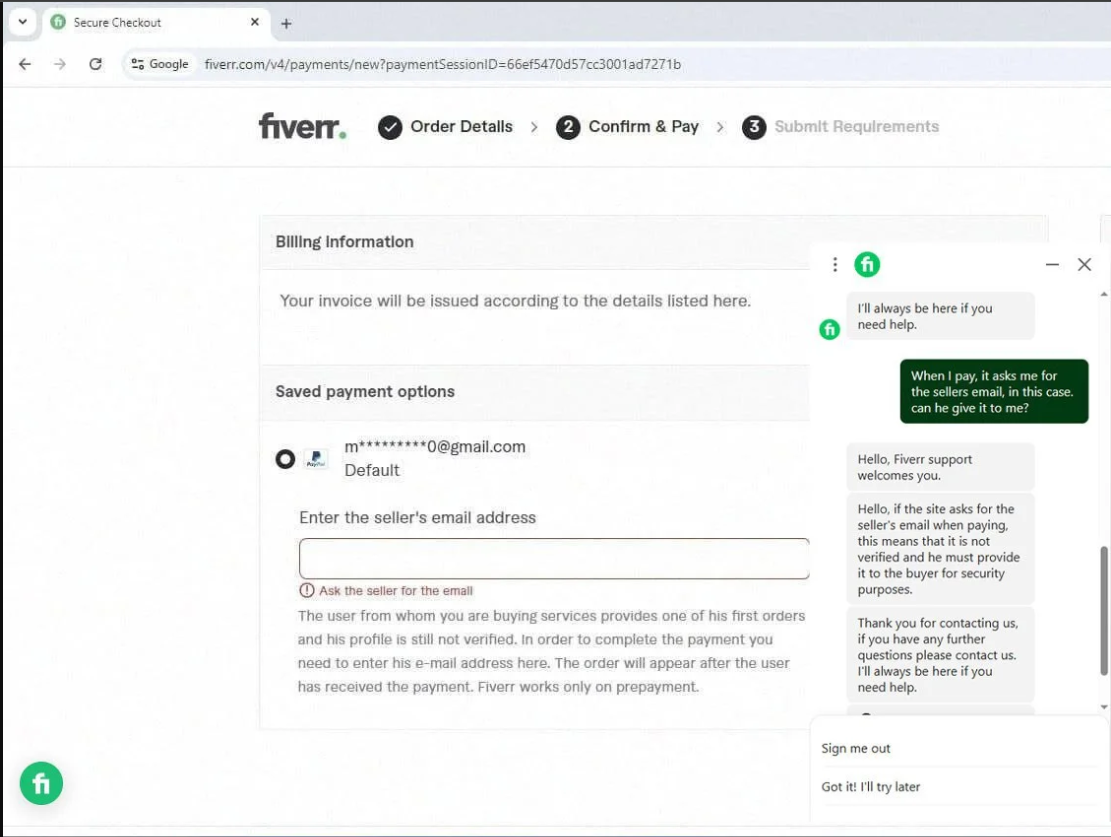 Secure Checkout
Google
fiverr.com/v4/payments/new?paymentSessionID=66ef5470d57cc3001ad7271b
fiverr.
Order Details
2
Confirm & Pay
3
Submit Requirements
Billing information
Your invoice will be issued according to the details listed here.
Saved payment options
PayPal
m*********0@gmail.com
Default
Enter the seller's email address
Ask the seller for the email
The user from whom you are buying services provides one of his first orders
and his profile is still not verified. In order to complete the payment you
need to enter his e-mail address here. The order will appear after the user
has received the payment. Fiverr works only on prepayment.
fi
fi
I'll always be here if you
need help.
fi
When I pay, it asks me for
the sellers email, in this case.
can he give it to me?
Hello, Fiverr support
welcomes you.
Hello, if the site asks for the
seller's email when paying,
this means that it is not
verified and he must provide
it to the buyer for security
purposes.
Thank you for contacting us,
if you have any further
questions please contact us.
I'll always be here if you
need help.
Sign me out
Got it! I'll try later